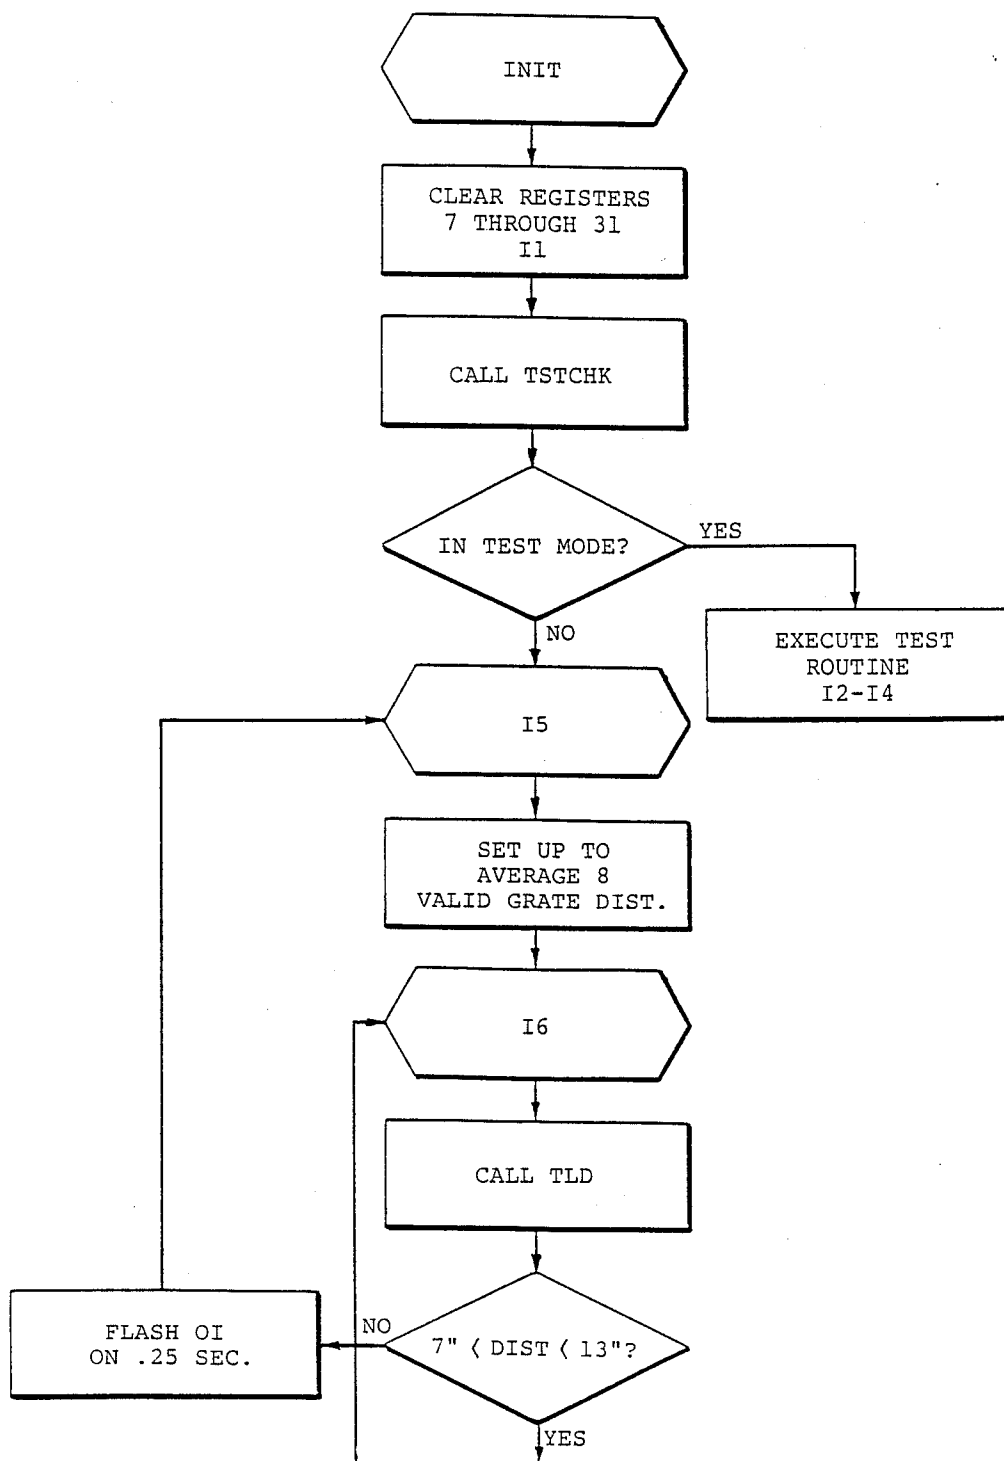 INIT
CLEAR REGISTERS
7 THROUGH 31
I1
CALL TSTCHK
IN TEST MODE?
YES
NO
EXECUTE TEST
ROUTINE
I2-I4
I5
SET UP TO
AVERAGE 8
VALID GRATE DIST.
I6
CALL TLD
7" < DIST < 13"?
NO
FLASH OI
ON .25 SEC.
YES